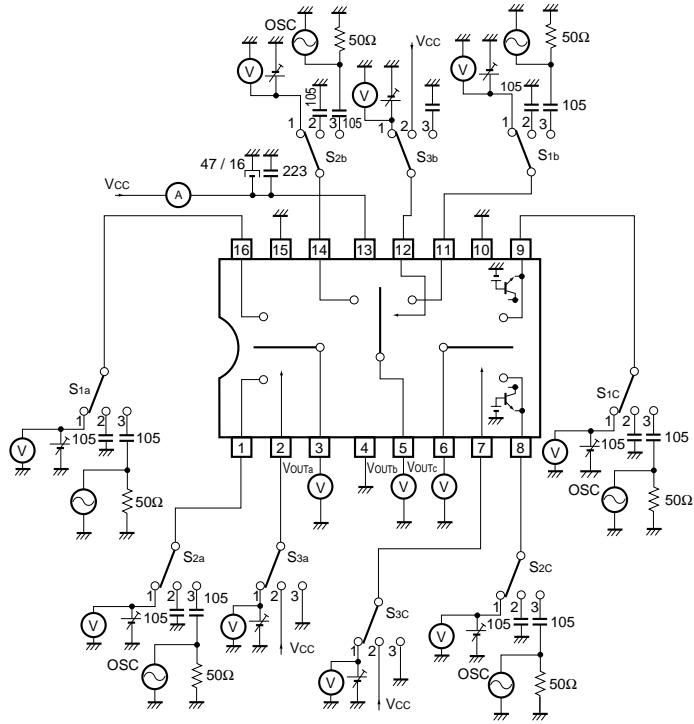 OSC
50Ω
V
105
105
1 2 3
S2b
VCC
V
1 2 3
S3b
OSC
50Ω
V
105
1 2 3
S1b
47 / 16
223
VCC
A
16 15 14 13 12 11 10 9
S1a
1 2 3
V
105
105
50Ω
S1C
1 2 3
V
105
105
OSC
50Ω
1 2 3 4 5 6 7 8
VOUTa
VOUTb
VOUTc
V
V
V
S2a
1 2 3
V
105
105
OSC
50Ω
S3a
1 2 3
V
VCC
S3C
1 2 3
V
VCC
S2C
1 2 3
V
105
105
OSC
50Ω